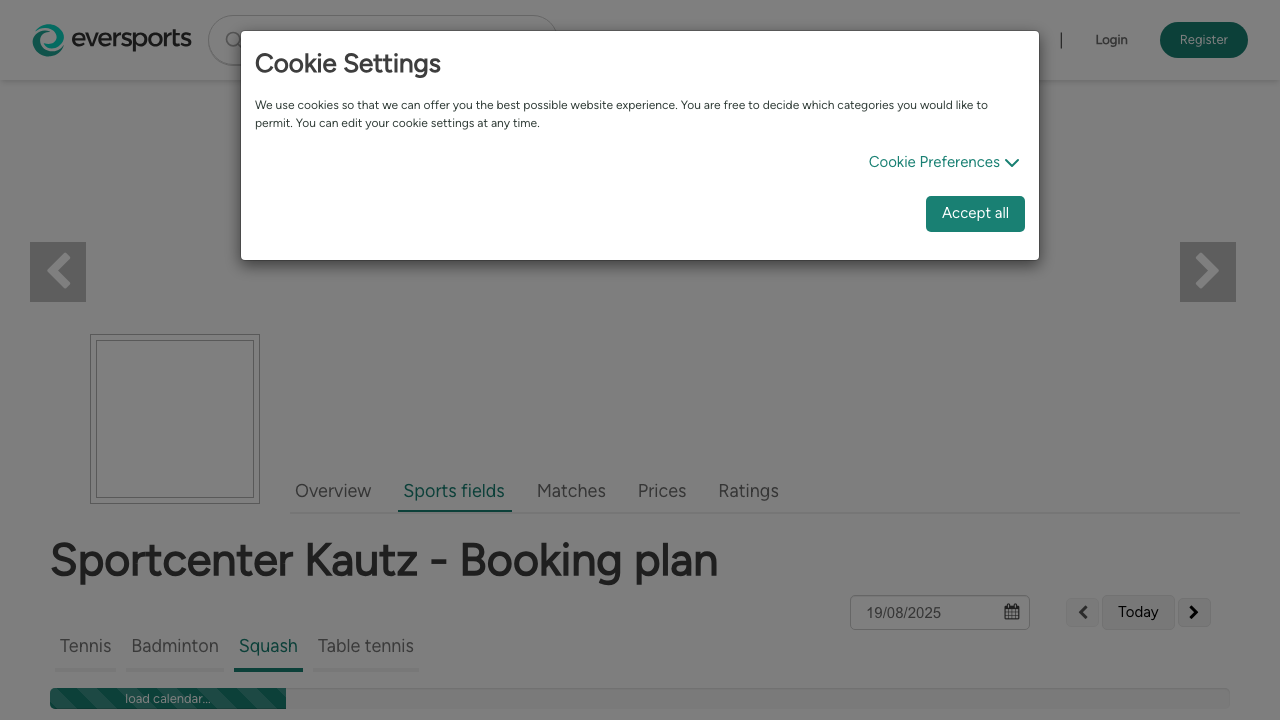 eversports
Login
Register
Cookie Settings
We use cookies so that we can offer you the best possible website experience. You are free to decide which categories you would like to
permit. You can edit your cookie settings at any time.
Cookie Preferences
Accept all
Overview
Sports fields
Matches
Prices
Ratings
Sportcenter Kautz - Booking plan
19/08/2025
Today
Tennis
Badminton
Squash
Table tennis
load calendar...